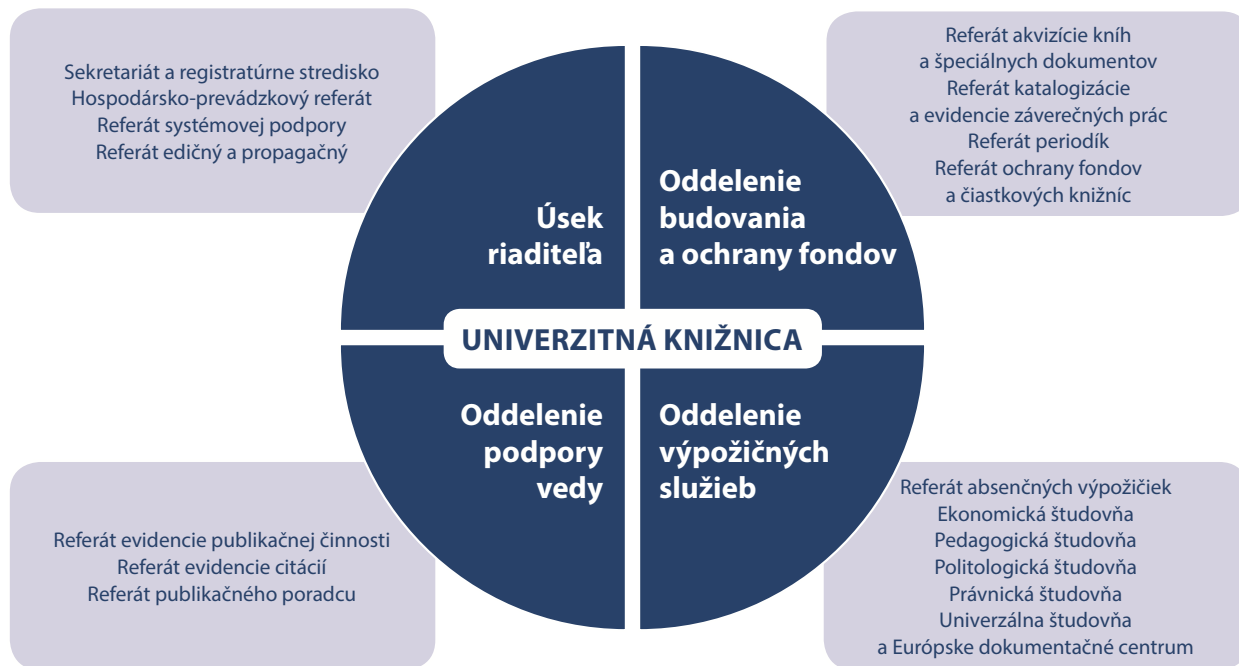 Sekretariát a registratúrne stredisko
Hospodársko-prevádzkový referát
Referát systémovej podpory
Referát edičný a propagačný
Referát akvizície kníh
a špeciálnych dokumentov
Referát katalogizácie
a evidencie záverečných prác
Referát periodík
Referát ochrany fondov
a čiastkových knižníc
Úsek
riaditeľa
Oddelenie
budovania
a ochrany fondov
UNIVERZITNÁ KNIŽNICA
Oddelenie
podpory
vedy
Oddelenie
výpožičných
služieb
Referát evidencie publikačnej činnosti
Referát evidencie citácií
Referát publikačného poradcu
Referát absenčných výpožičiek
Ekonomická študovňa
Pedagogická študovňa
Politologická študovňa
Právnická študovňa
Univerzálna študovňa
a Európske dokumentačné centrum